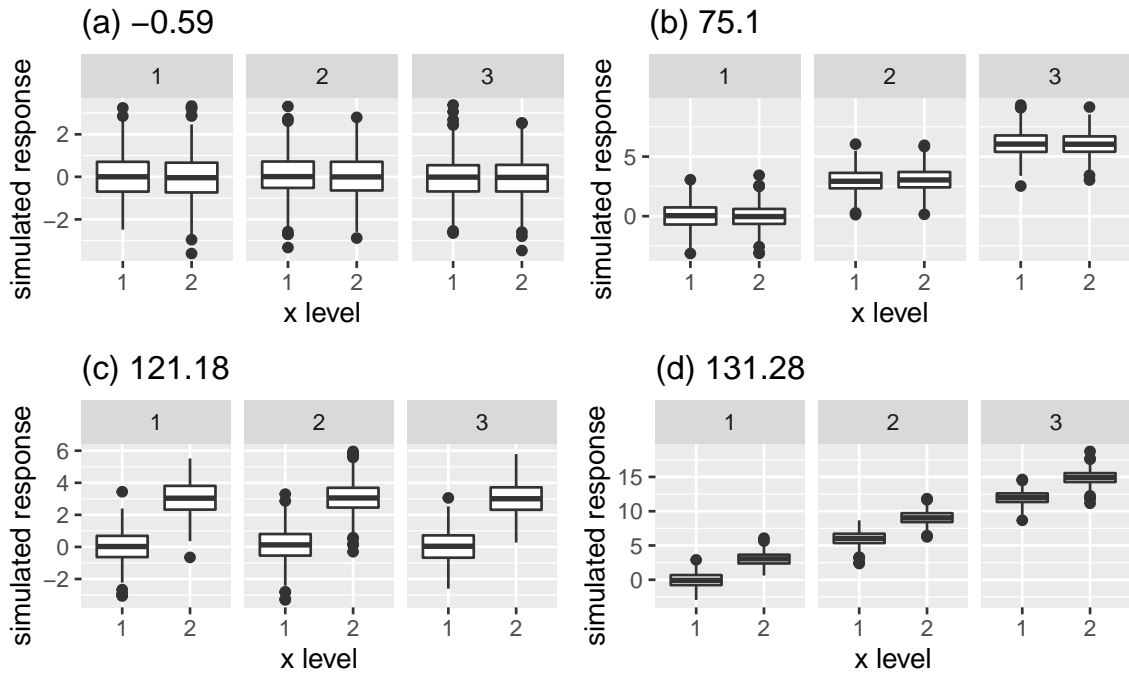 (a) −0.59
1 2 3
simulated response
2
0
−2
1 2 1 2 1 2
x level
(b) 75.1
1 2 3
simulated response
5
0
1 2 1 2 1 2
x level
(c) 121.18
1 2 3
simulated response
6
4
2
0
−2
1 2 1 2 1 2
x level
(d) 131.28
1 2 3
simulated response
15
10
5
0
1 2 1 2 1 2
x level